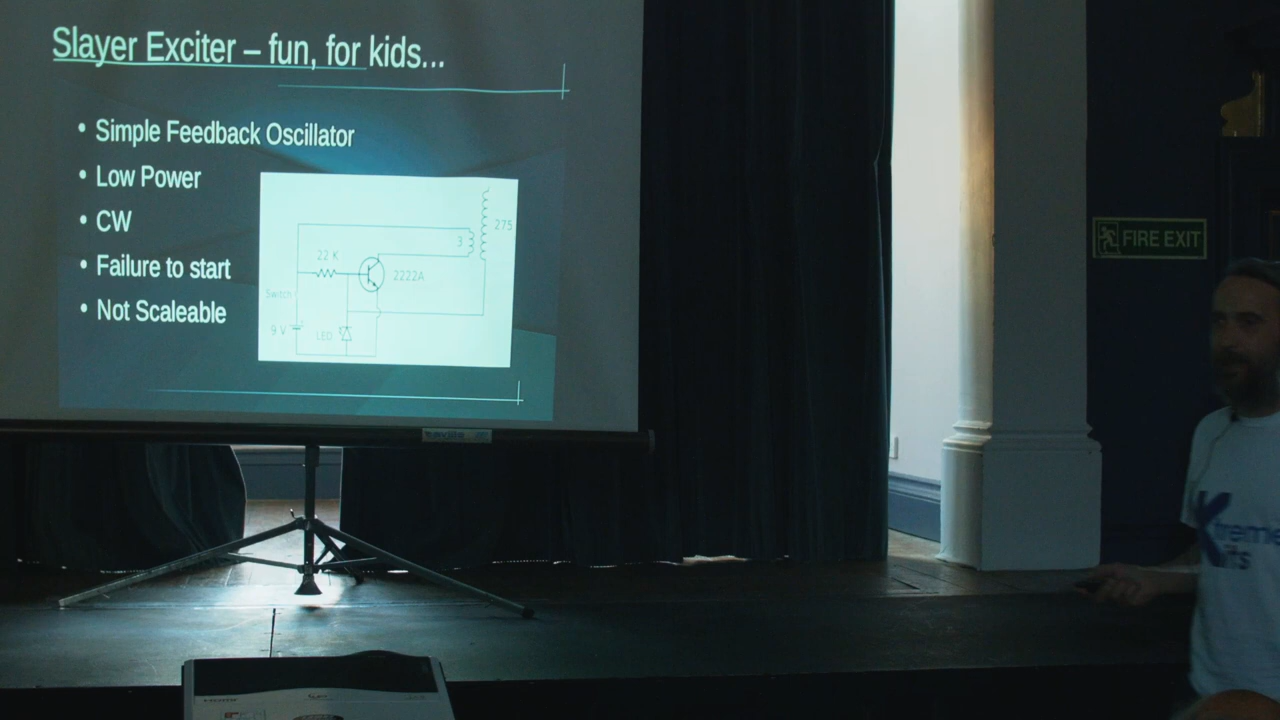 Slayer Exciter – fun, for kids...
• Simple Feedback Oscillator
• Low Power
• CW
• Failure to start
• Not Scaleable
275
3
22 K
2222A
Switch
9 V
LED
FIRE EXIT
Xtreme